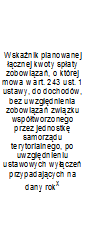 Wskaźnik planowanej
łącznej kwoty spłaty
zobowiązań, o której
mowa w art. 243 ust. 1
ustawy, do dochodów,
bez uwzględnienia
zobowiązań związku
współtworzonego
przez jednostkę
samorządu
terytorialnego, po
uwzględnieniu
ustawowych wyłączeń
przypadających na
dany rokˣ